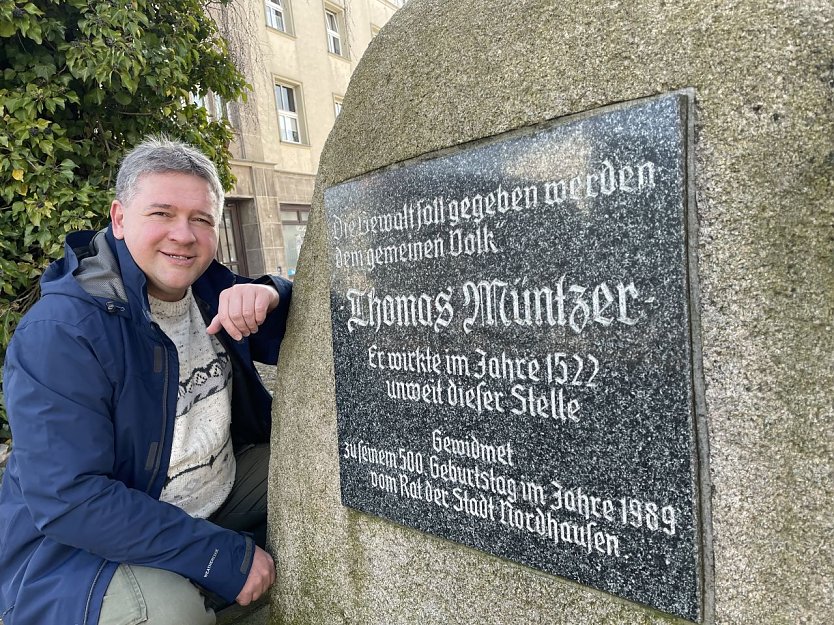 Die Gewalt soll gegeben werden
dem gemeinen Volk
-Thomas Müntzer-
Er wirkte im Jahre 1522
unweit dieser Stelle
Gewidmet
zu seinem 500. Geburtstag im Jahre 1989
vom Rat der Stadt Nordhausen